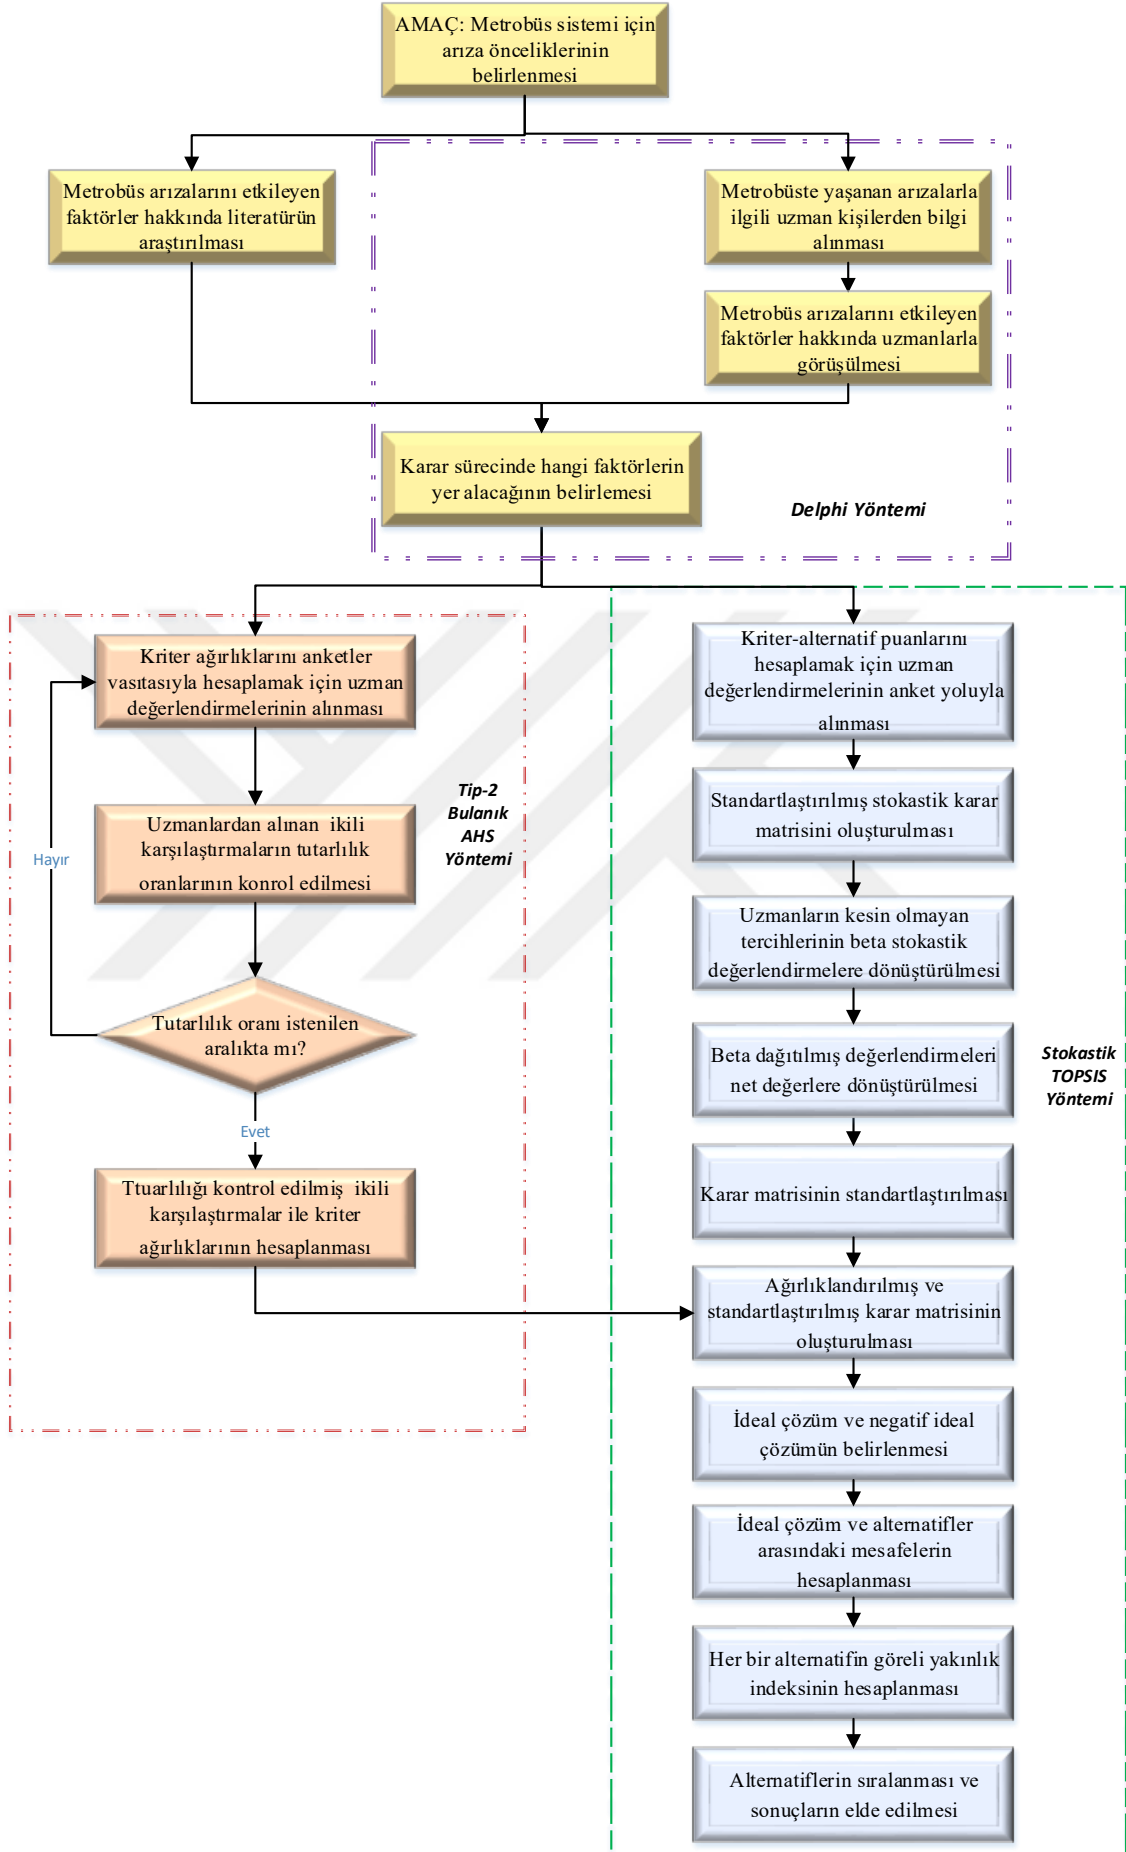 AMAÇ: Metrobüs sistemi için
arıza önceliklerinin
belirlenmesi
Metrobüs arızalarını etkileyen
faktörler hakkında literatürün
araştırılması
Metrobüste yaşanan arızalarla
ilgili uzman kişilerden bilgi
alınması
Metrobüs arızalarını etkileyen
faktörler hakkında uzmanlarla
görüşülmesi
Karar sürecinde hangi faktörlerin
yer alacağının belirlemesi
Delphi Yöntemi
Kriter ağırlıklarını anketler
vasıtasıyla hesaplamak için uzman
değerlendirmelerinin alınması
Uzmanlardan alınan ikili
karşılaştırmaların tutarlılık
oranlarının konrol edilmesi
Tip-2
Bulanık
AHS
Yöntemi
Hayır
Tutarlılık oranı istenilen
aralıkta mı?
Evet
Ttuarlılığı kontrol edilmiş ikili
karşılaştırmalar ile kriter
ağırlıklarının hesaplanması
Kriter-alternatif puanlarını
hesaplamak için uzman
değerlendirmelerinin anket yoluyla
alınması
Standartlaştırılmış stokastik karar
matrisini oluşturulması
Uzmanların kesin olmayan
tercihlerinin beta stokastik
değerlendirmelere dönüştürülmesi
Beta dağıtılmış değerlendirmeleri
net değerlere dönüştürülmesi
Stokastik
TOPSIS
Yöntemi
Karar matrisinin standartlaştırılması
Ağırlıklandırılmış ve
standartlaştırılmış karar matrisinin
oluşturulması
İdeal çözüm ve negatif ideal
çözümün belirlenmesi
İdeal çözüm ve alternatifler
arasındaki mesafelerin
hesaplanması
Her bir alternatifin göreli yakınlık
indeksinin hesaplanması
Alternatiflerin sıralanması ve
sonuçların elde edilmesi